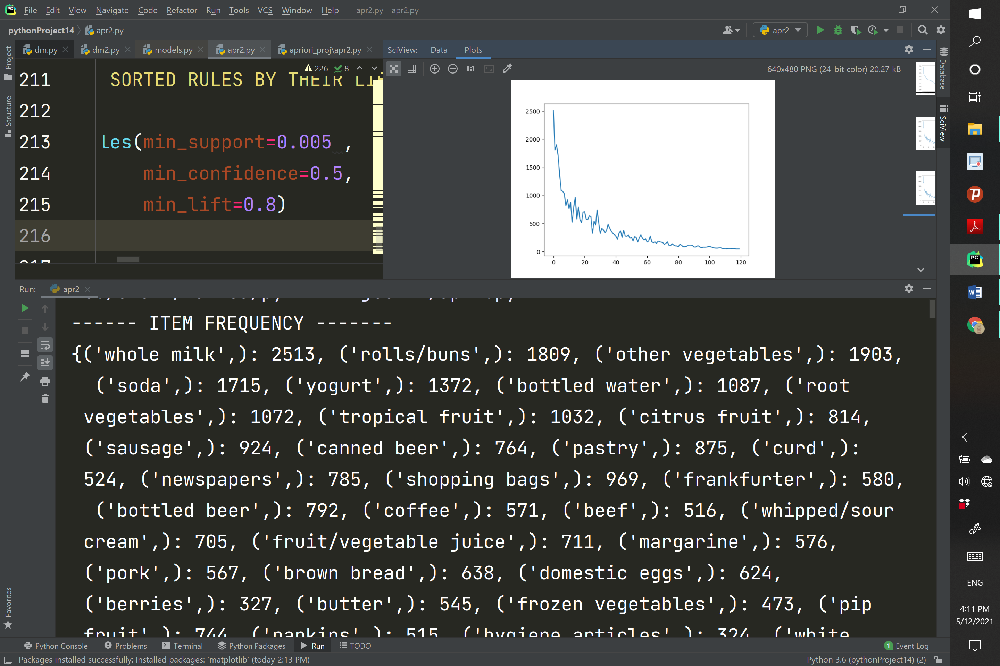 File Edit View Navigate Code Refactor Run Tools VCS Window Help apr2.py - apr2.py
pythonProject14 apr2.py
apr2
dm.py dm2.py models.py apr2.py apriori_proj\apr2.py
SciView: Data Plots
226 8
640x480 PNG (24-bit color) 20.27 kB
1:1
Project
Structure
Favorites
Database
SciView
211 SORTED RULES BY THEIR
212
213 les(min_support=0.005 ,
214 min_confidence=0.5,
215 min_lift=0.8)
216
217
2500
2000
1500
1000
500
0
0 20 40 60 80 100 120
Run: apr2
------ ITEM FREQUENCY -------
{('whole milk',): 2513, ('rolls/buns',): 1809, ('other vegetables',): 1903,
('soda',): 1715, ('yogurt',): 1372, ('bottled water',): 1087, ('root
vegetables',): 1072, ('tropical fruit',): 1032, ('citrus fruit',): 814,
('sausage',): 924, ('canned beer',): 764, ('pastry',): 875, ('curd',):
524, ('newspapers',): 785, ('shopping bags',): 969, ('frankfurter',): 580,
('bottled beer',): 792, ('coffee',): 571, ('beef',): 516, ('whipped/sour
cream',): 705, ('fruit/vegetable juice',): 711, ('margarine',): 576,
('pork',): 567, ('brown bread',): 638, ('domestic eggs',): 624,
('berries',): 327, ('butter',): 545, ('frozen vegetables',): 473, ('pip
fruit',): 744, ('napkins',): 515, ('hygiene articles',): 324, ('white
Python Console Problems Terminal Python Packages Run TODO
1 Event Log
Packages installed successfully: Installed packages: 'matplotlib' (today 2:13 PM)
Python 3.6 (pythonProject14) (2)
PC
W
ENG
4:11 PM
5/12/2021